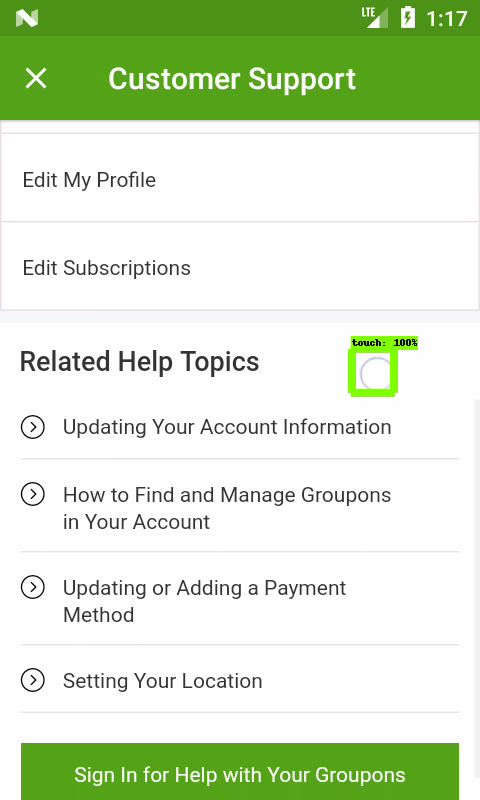 LTE 1:17
Customer Support
Edit My Profile
Edit Subscriptions
touch: 100%
Related Help Topics
Updating Your Account Information
How to Find and Manage Groupons
in Your Account
Updating or Adding a Payment
Method
Setting Your Location
Sign In for Help with Your Groupons